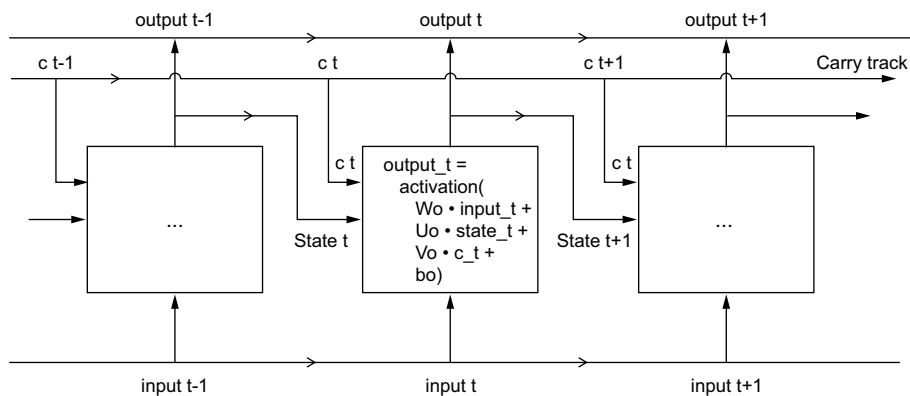 output t-1
output t
output t+1
c t-1
c t
c t+1
Carry track
c t
c t
...
output_t =
activation(
Wo • input_t +
Uo • state_t +
Vo • c_t +
bo)
...
State t
State t+1
input t-1
input t
input t+1